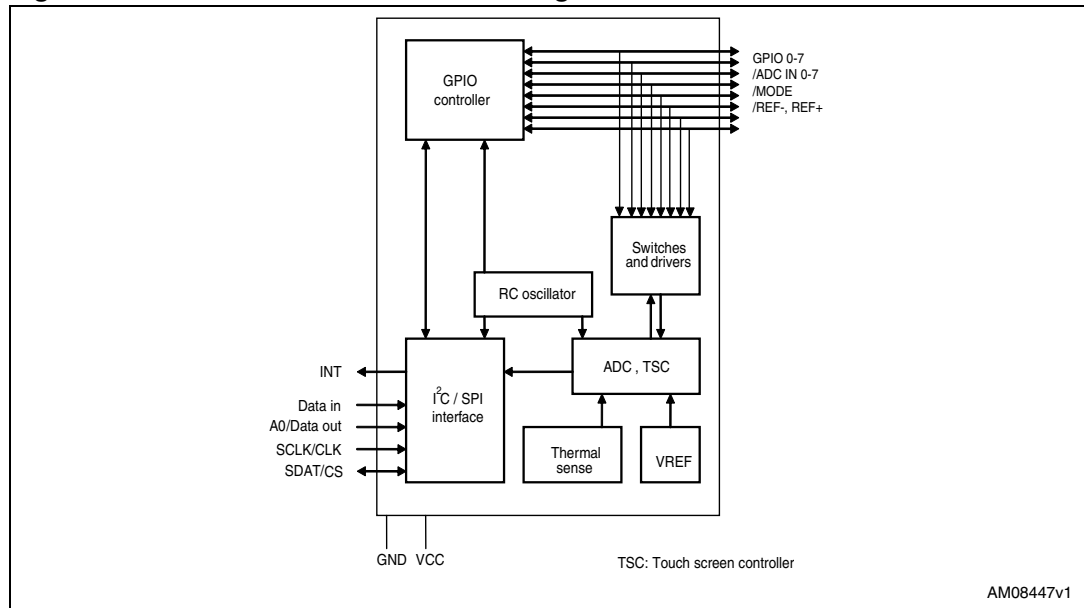 GPIO
controller
GPIO 0-7
/ADC IN 0-7
/MODE
/REF-, REF+
Switches
and drivers
RC oscillator
INT
Data in
A0/Data out
SCLK/CLK
SDAT/CS
I²C / SPI
interface
ADC , TSC
Thermal
sense
VREF
GND VCC
TSC: Touch screen controller
AM08447v1